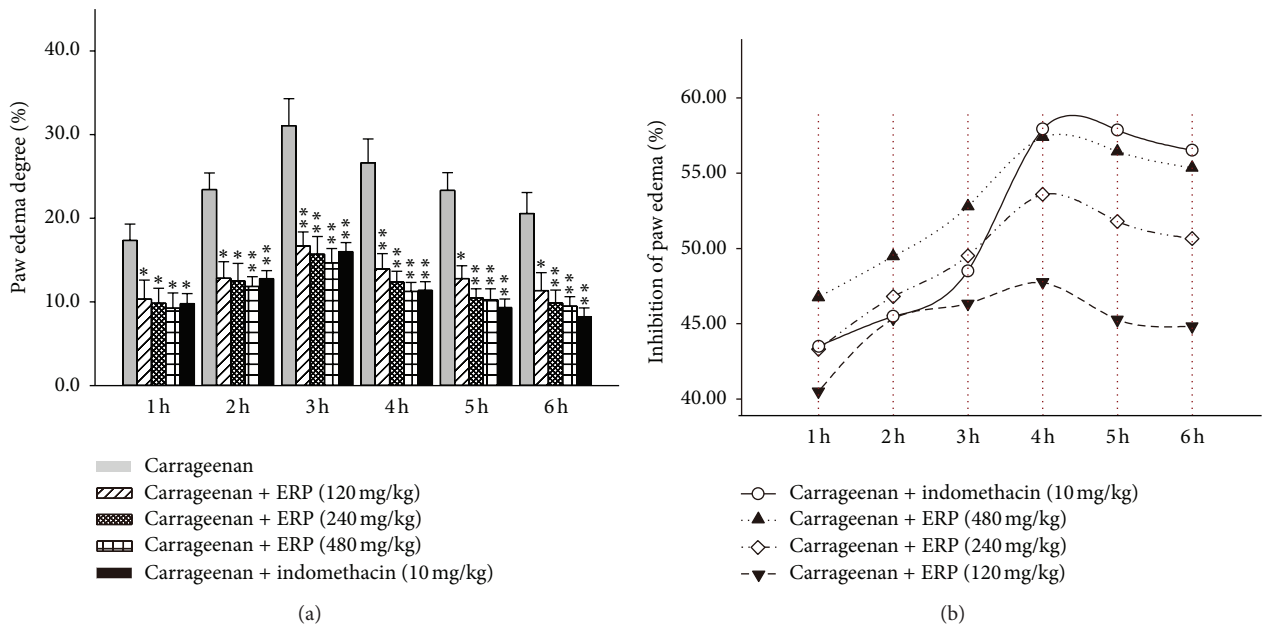 Paw edema degree (%)
40.0
30.0
20.0
10.0
0.0
* * * *
* * ** **
** ** ** **
** ** ** **
* ** ** **
* ** ** **
1 h 2 h 3 h 4 h 5 h 6 h
Carrageenan
Carrageenan + ERP (120 mg/kg)
Carrageenan + ERP (240 mg/kg)
Carrageenan + ERP (480 mg/kg)
Carrageenan + indomethacin (10 mg/kg)
(a)
Inhibition of paw edema (%)
60.00
55.00
50.00
45.00
40.00
1 h 2 h 3 h 4 h 5 h 6 h
Carrageenan + indomethacin (10 mg/kg)
Carrageenan + ERP (480 mg/kg)
Carrageenan + ERP (240 mg/kg)
Carrageenan + ERP (120 mg/kg)
(b)